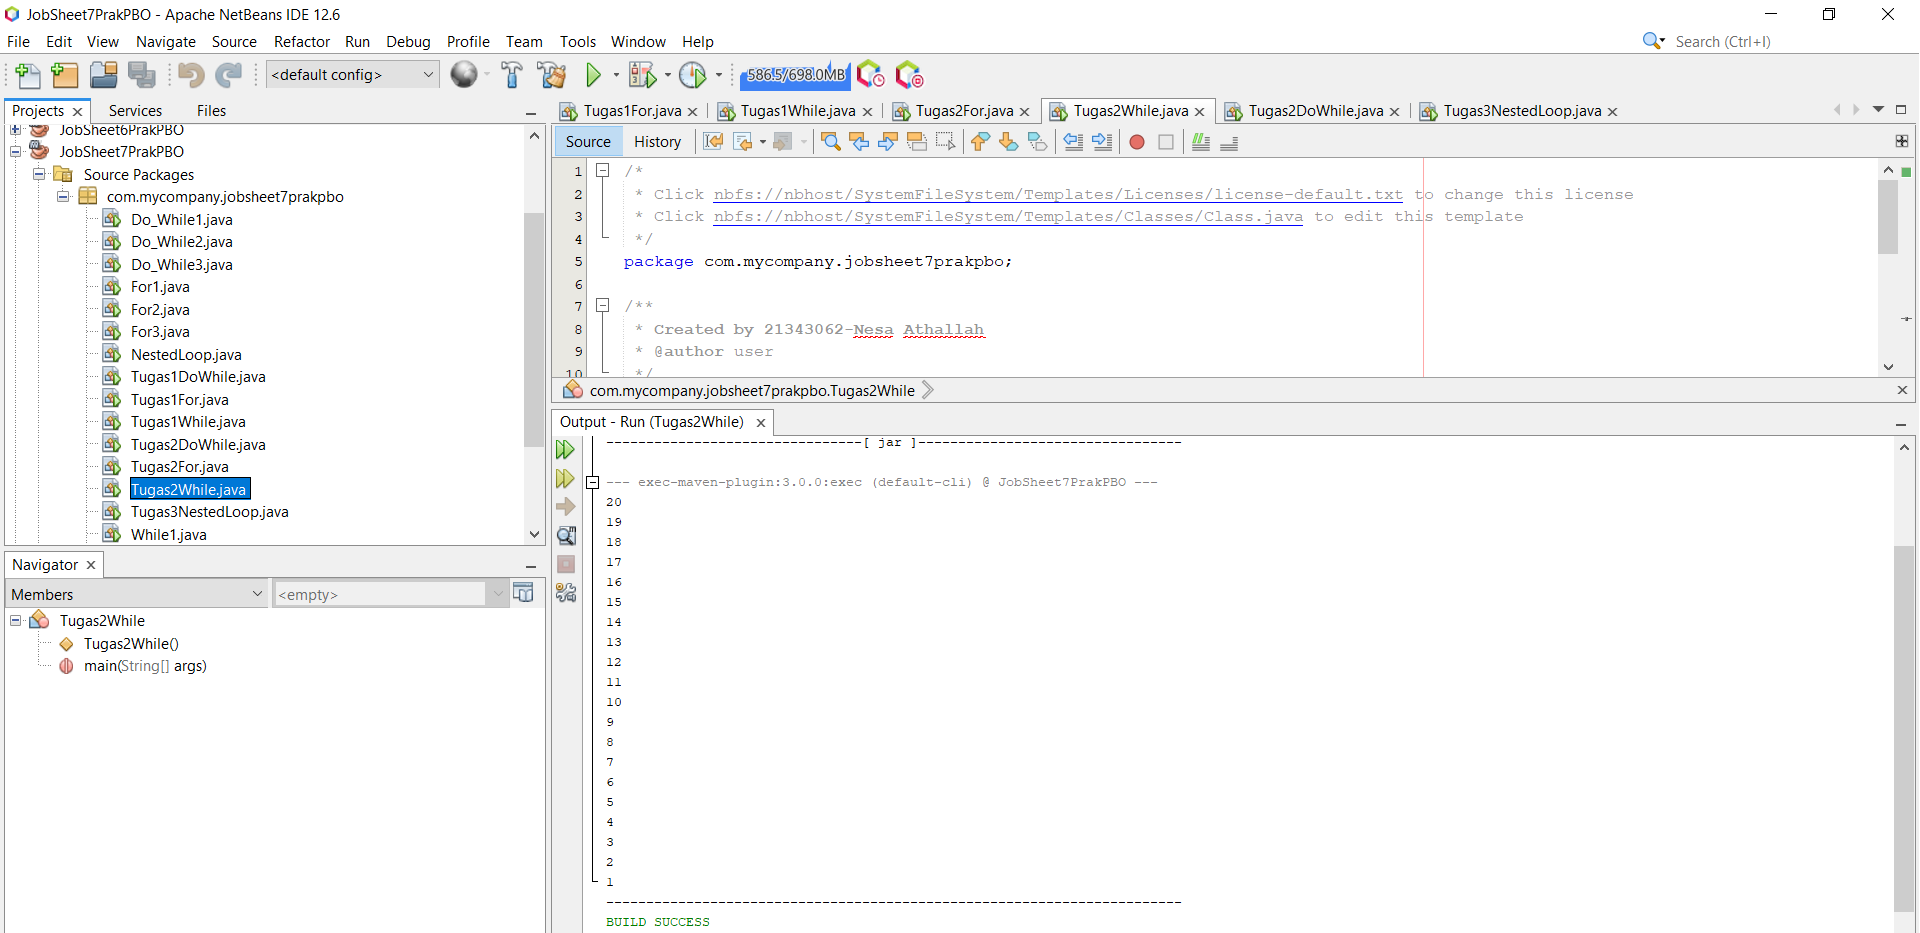 JobSheet7PrakPBO - Apache NetBeans IDE 12.6
File Edit View Navigate Source Refactor Run Debug Profile Team Tools Window Help
Search (Ctrl+I)
<default config>
586.5/698.0MB
Projects Services Files
JobSheet6PrakPBO
JobSheet7PrakPBO
Source Packages
com.mycompany.jobsheet7prakpbo
Do_While1.java
Do_While2.java
Do_While3.java
For1.java
For2.java
For3.java
NestedLoop.java
Tugas1DoWhile.java
Tugas1For.java
Tugas1While.java
Tugas2DoWhile.java
Tugas2For.java
Tugas2While.java
Tugas3NestedLoop.java
While1.java
Navigator
Members
<empty>
Tugas2While
Tugas2While()
main(String[] args)
Tugas1For.java Tugas1While.java Tugas2For.java Tugas2While.java Tugas2DoWhile.java Tugas3NestedLoop.java
Source History
1 /*
2 * Click nbfs://nbhost/SystemFileSystem/Templates/Licenses/license-default.txt to change this license
3 * Click nbfs://nbhost/SystemFileSystem/Templates/Classes/Class.java to edit this template
4 */
5 package com.mycompany.jobsheet7prakpbo;
6
7 /**
8 * Created by 21343062-Nesa Athallah
9 * @author user
10 */
com.mycompany.jobsheet7prakpbo.Tugas2While
Output - Run (Tugas2While)
--------------------------------[ jar ]---------------------------------
--- exec-maven-plugin:3.0.0:exec (default-cli) @ JobSheet7PrakPBO ---
20
19
18
17
16
15
14
13
12
11
10
9
8
7
6
5
4
3
2
1
------------------------------------------------------------------------
BUILD SUCCESS